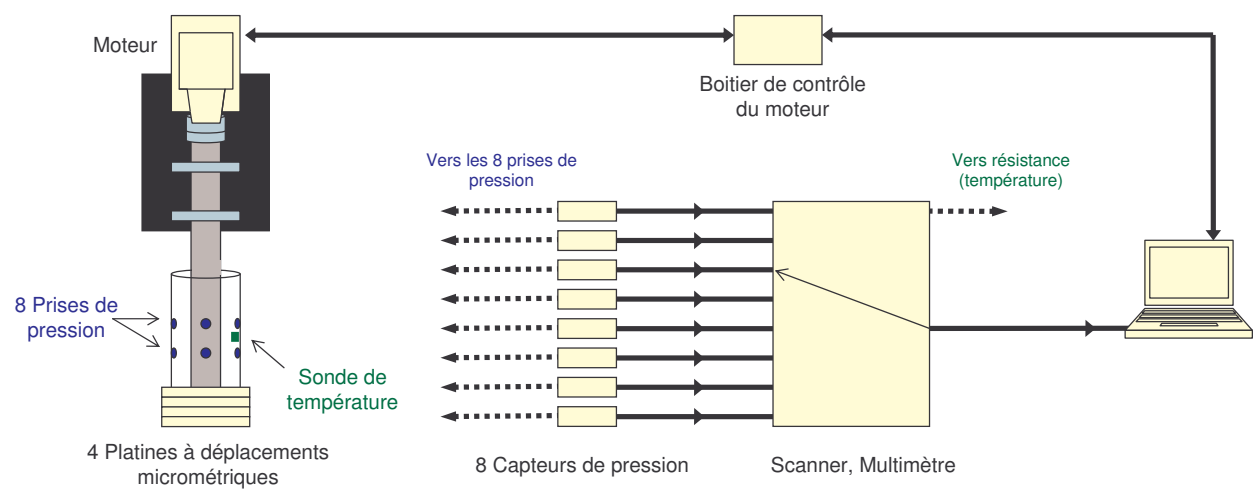 Moteur
Boitier de contrôle
du moteur
Vers les 8 prises de
pression
Vers résistance
(température)
8 Prises de
pression
Sonde de
température
4 Platines à déplacements
micrométriques
8 Capteurs de pression
Scanner, Multimètre